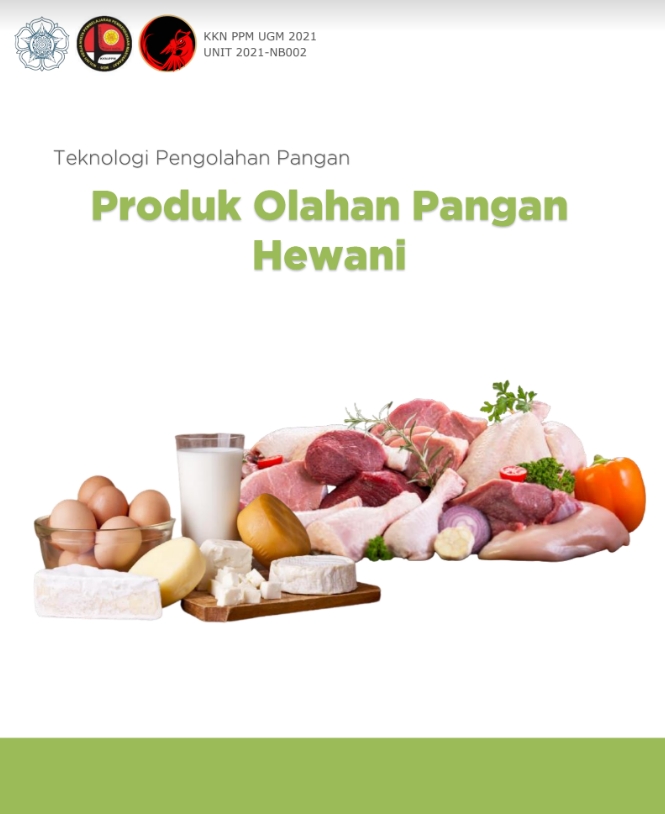 KKN PPM UGM 2021
UNIT 2021-NB002
Teknologi Pengolahan Pangan
Produk Olahan Pangan
Hewani